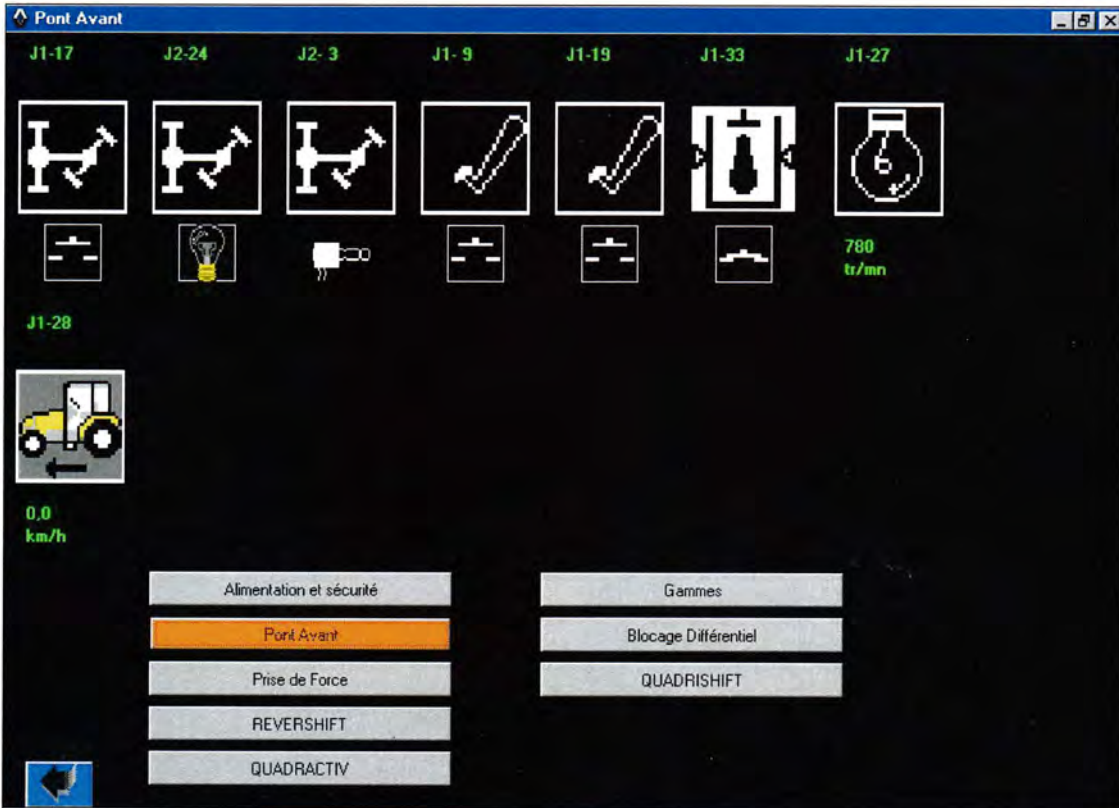 Pont Avant
J1-17 J2-24 J2- 3 J1- 9 J1-19 J1-33 J1-27
6
780
tr/mn
J1-28
0,0
km/h
Alimentation et sécurité Gammes
Pont Avant Blocage Différentiel
Prise de Force QUADRISHIFT
REVERSHIFT
QUADRACTIV